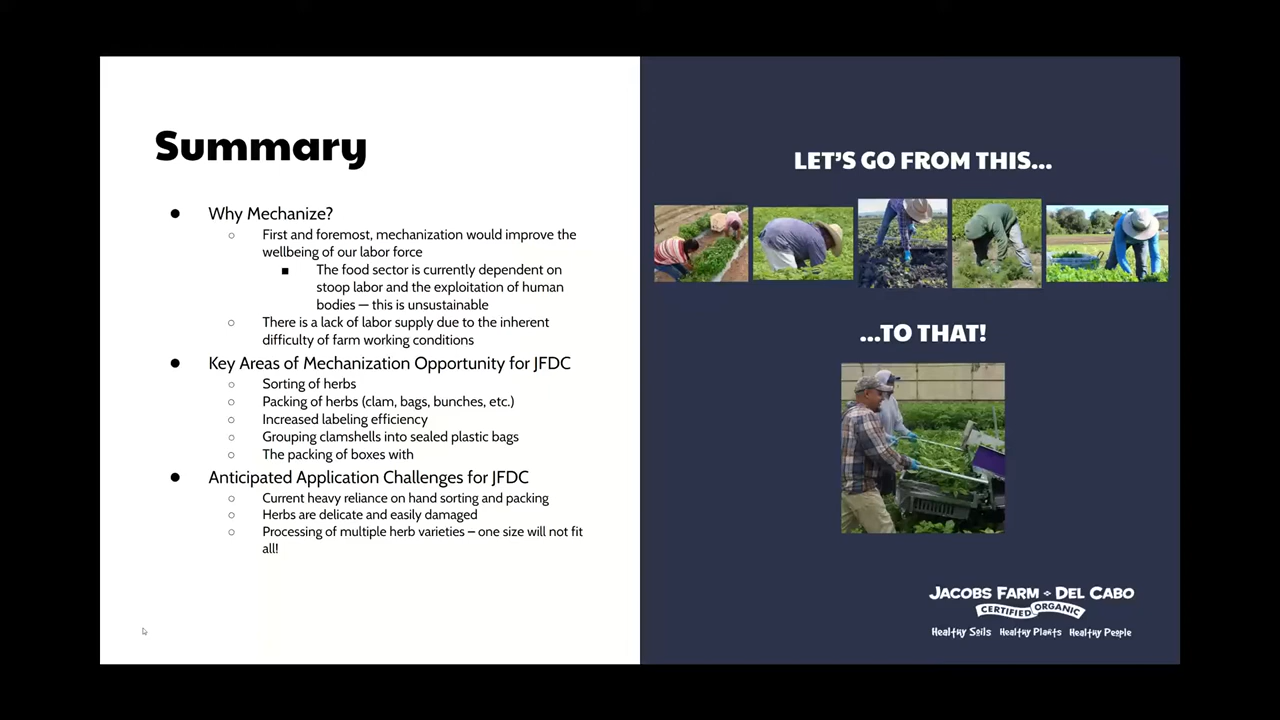 Summary
● Why Mechanize?
○ First and foremost, mechanization would improve the
wellbeing of our labor force
■ The food sector is currently dependent on
stoop labor and the exploitation of human
bodies — this is unsustainable
○ There is a lack of labor supply due to the inherent
difficulty of farm working conditions
● Key Areas of Mechanization Opportunity for JFDC
○ Sorting of herbs
○ Packing of herbs (clam, bags, bunches, etc.)
○ Increased labeling efficiency
○ Grouping clamshells into sealed plastic bags
○ The packing of boxes with
● Anticipated Application Challenges for JFDC
○ Current heavy reliance on hand sorting and packing
○ Herbs are delicate and easily damaged
○ Processing of multiple herb varieties – one size will not fit
all!
LET'S GO FROM THIS...
...TO THAT!
JACOBS FARM DEL CABO
CERTIFIED ORGANIC
Healthy Soils Healthy Plants Healthy People